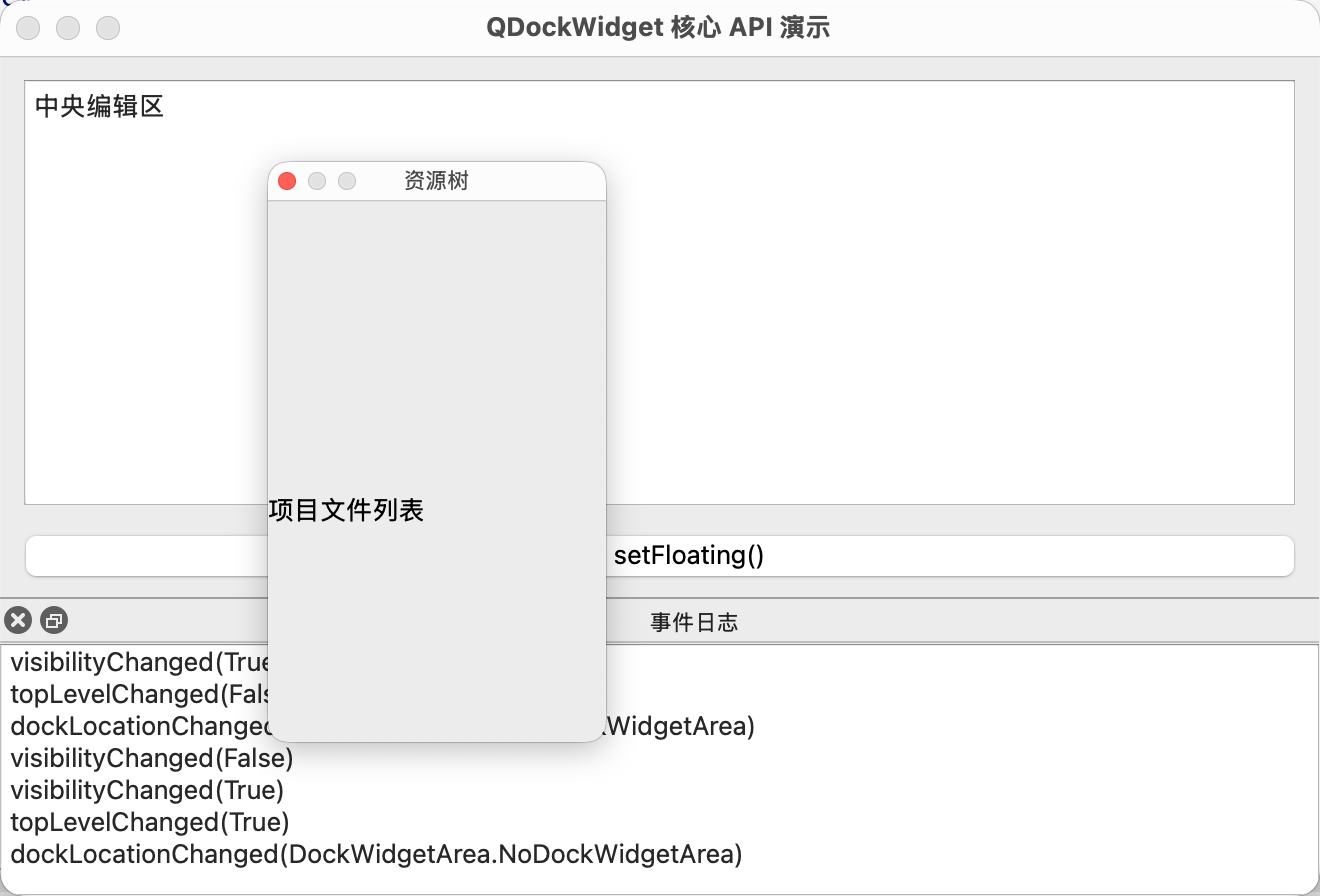 QDockWidget 核心 API 演示
中央编辑区
资源树
项目文件列表
setFloating()
事件日志
visibilityChanged(True
topLevelChanged(Fals
dockLocationChanged WidgetArea)
visibilityChanged(False)
visibilityChanged(True)
topLevelChanged(True)
dockLocationChanged(DockWidgetArea.NoDockWidgetArea)